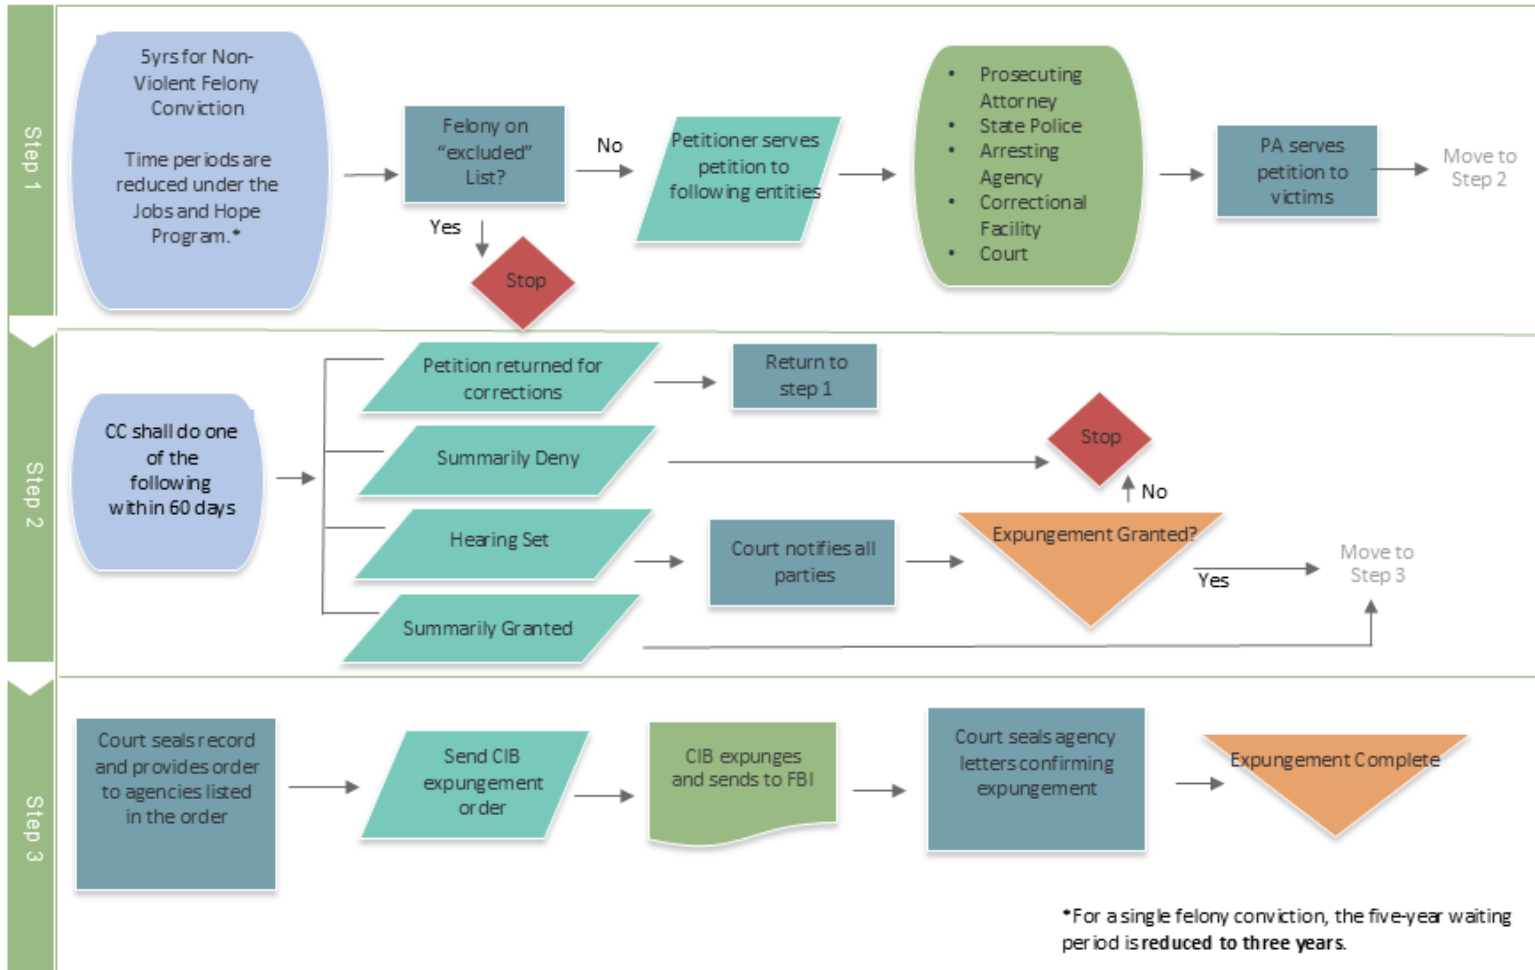 Step 1
5yrs for Non-
Violent Felony
Conviction
Time periods are
reduced under the
Jobs and Hope
Program.*
Felony on
“excluded”
List?
No
Yes
Stop
Petitioner serves
petition to
following entities
• Prosecuting
Attorney
• State Police
• Arresting
Agency
• Correctional
Facility
• Court
PA serves
petition to
victims
Move to
Step 2
Step 2
CC shall do one
of the
following
within 60 days
Petition returned for
corrections
Return to
step 1
Summarily Deny
Stop
No
Hearing Set
Court notifies all
parties
Expungement Granted?
Yes
Move to
Step 3
Summarily Granted
Step 3
Court seals record
and provides order
to agencies listed
in the order
Send CIB
expungement
order
CIB expunges
and sends to FBI
Court seals agency
letters confirming
expungement
Expungement Complete
*For a single felony conviction, the five-year waiting
period is reduced to three years.